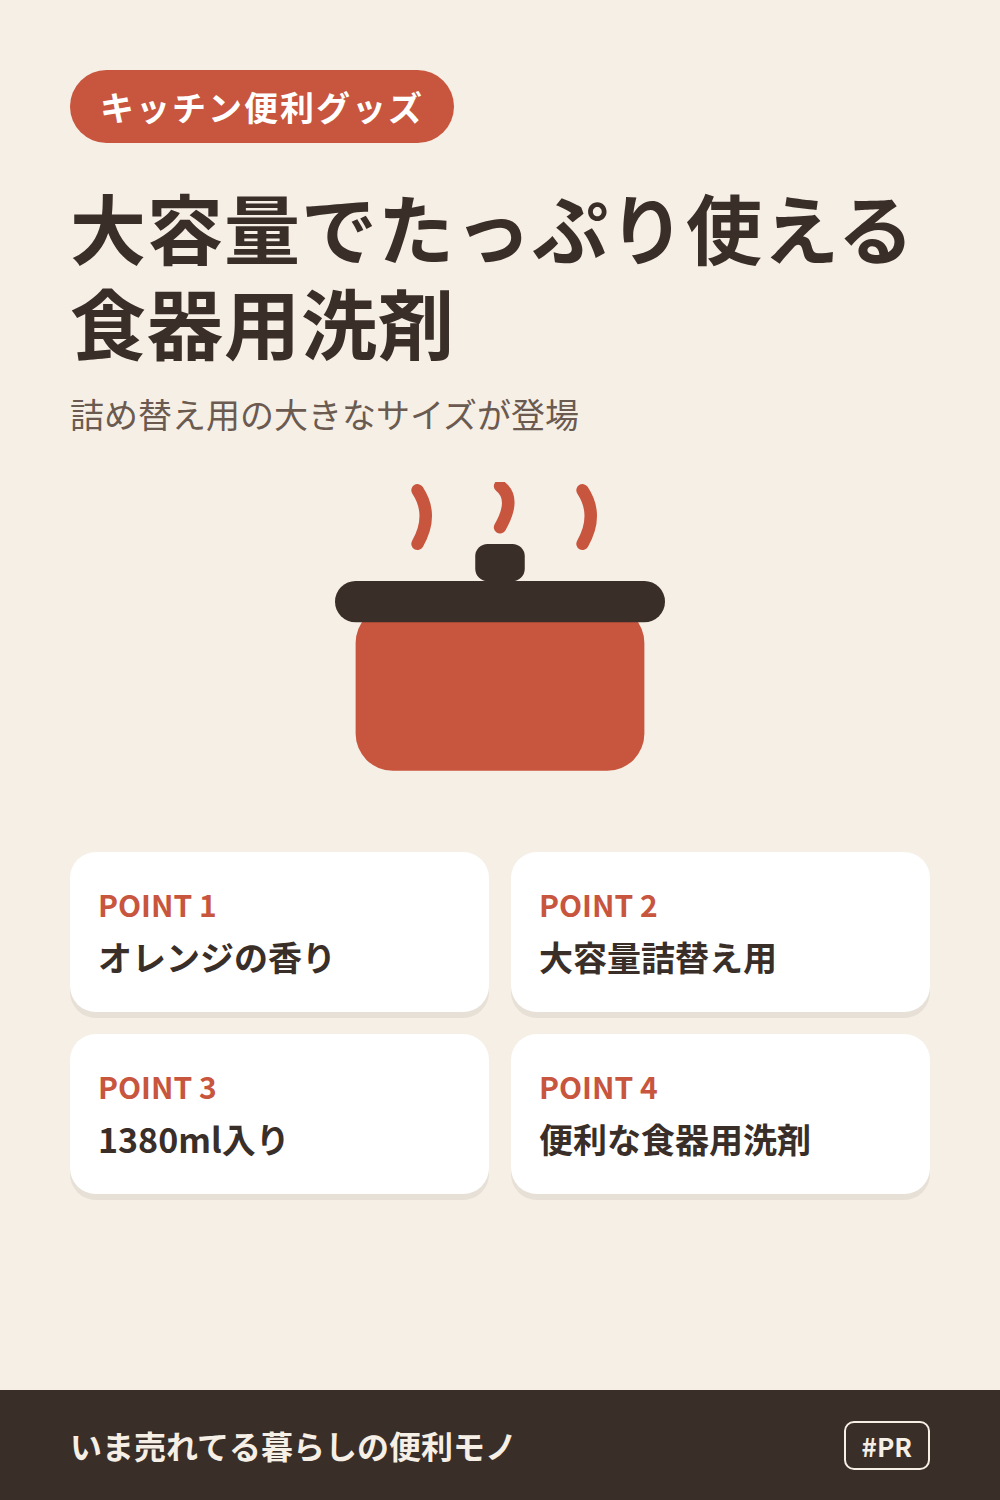 キッチン便利グッズ
大容量でたっぷり使える
食器用洗剤
詰め替え用の大きなサイズが登場
POINT 1
オレンジの香り
POINT 2
大容量詰替え用
POINT 3
1380ml入り
POINT 4
便利な食器用洗剤
いま売れてる暮らしの便利モノ
#PR